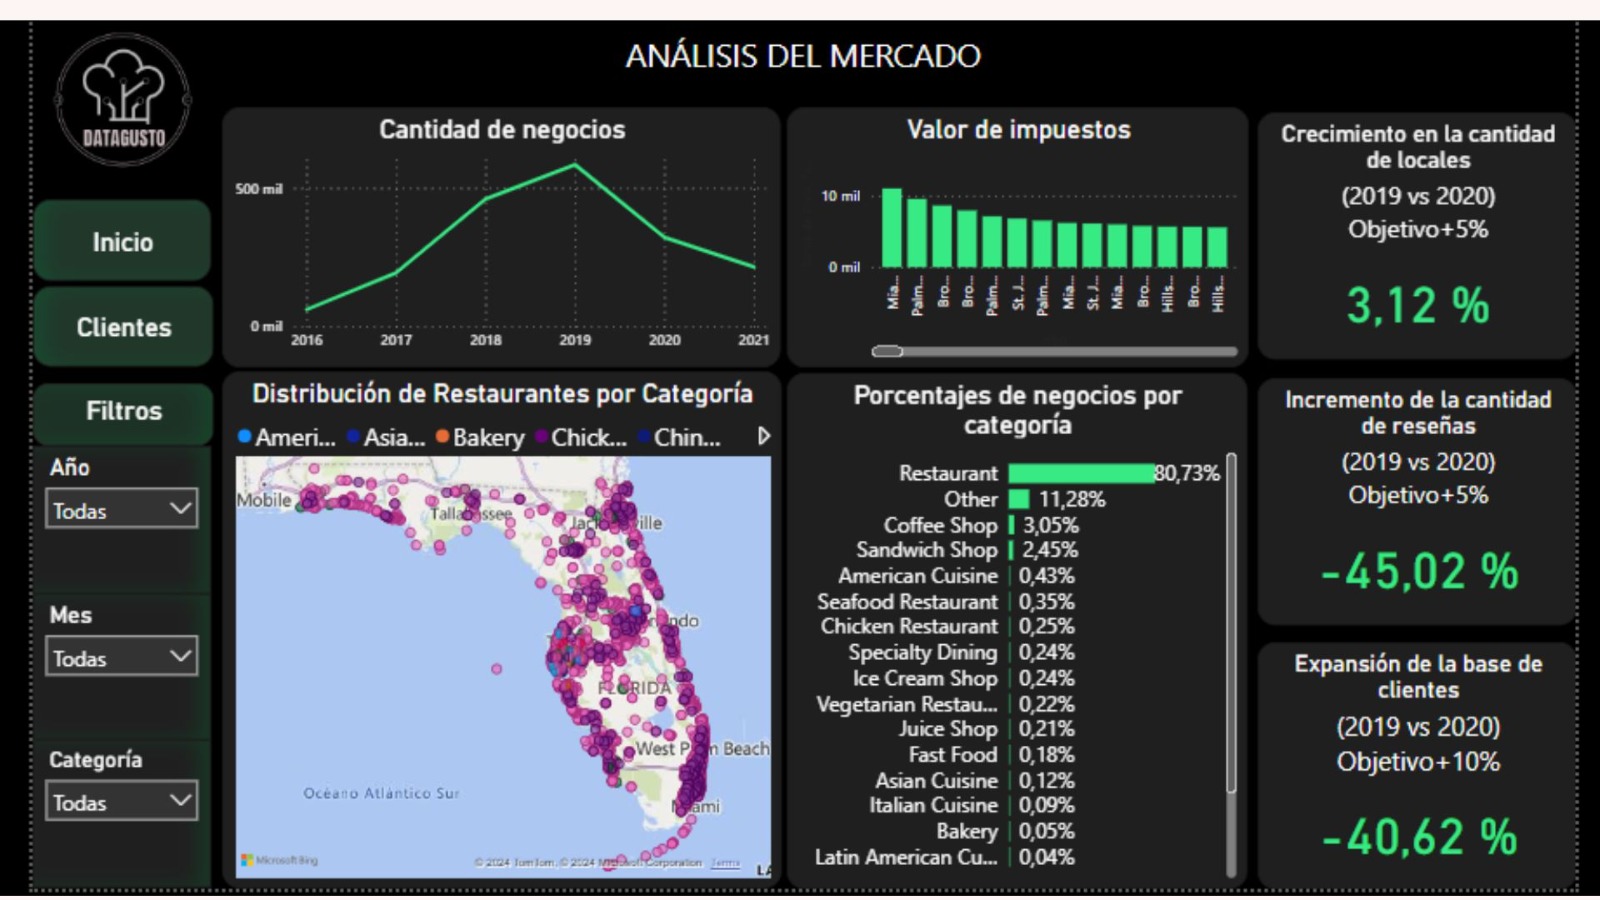 ANÁLISIS DEL MERCADO
DATAGUSTO
Inicio
Clientes
Filtros
Año
Todas
Mes
Todas
Categoría
Todas
Cantidad de negocios
500 mil
0 mil
2016 2017 2018 2019 2020 2021
Valor de impuestos
10 mil
0 mil
Mia... Palm... Bro... Bro... Palm... St. J... Palm... Mia... St. J... Mia... Bro... Hills... Bro... Hills...
Crecimiento en la cantidad
de locales
(2019 vs 2020)
Objetivo+5%
3,12 %
Distribución de Restaurantes por Categoría
Ameri... Asia... Bakery Chick... Chin...
Mobile
FLORIDA
West P m Beach
Océano Atlántico Sur
Microsoft Bing
© 2024 TomTom, © 2024 Microsoft Corporation Terms
Porcentajes de negocios por
categoría
Restaurant 80,73%
Other 11,28%
Coffee Shop 3,05%
Sandwich Shop 2,45%
American Cuisine 0,43%
Seafood Restaurant 0,35%
Chicken Restaurant 0,25%
Specialty Dining 0,24%
Ice Cream Shop 0,24%
Vegetarian Restau... 0,22%
Juice Shop 0,21%
Fast Food 0,18%
Asian Cuisine 0,12%
Italian Cuisine 0,09%
Bakery 0,05%
Latin American Cu... 0,04%
Incremento de la cantidad
de reseñas
(2019 vs 2020)
Objetivo+5%
-45,02 %
Expansión de la base de
clientes
(2019 vs 2020)
Objetivo+10%
-40,62 %